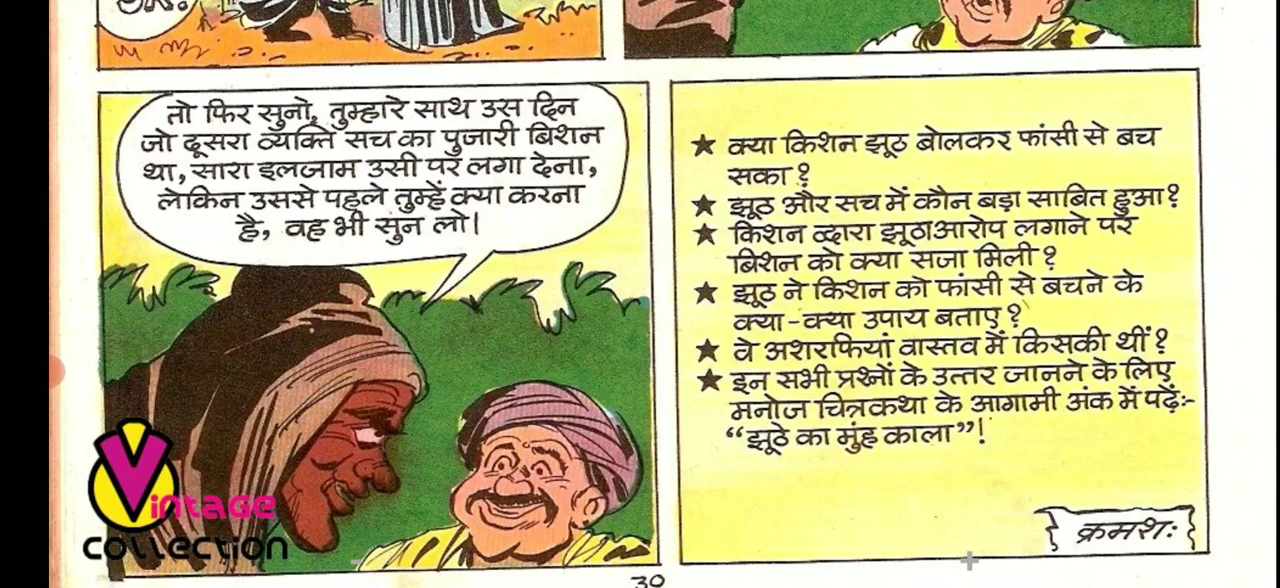 तो फिर सुनो, तुम्हारे साथ उस दिन
जो दूसरा व्यक्ति सच का पुजारी बिशन
था, सारा इलजाम उसी पर लगा देना,
लेकिन उससे पहले तुम्हें क्या करना
है, वह भी सुन लो।
★ क्या किशन झूठ बोलकर फांसी से बच
सका?
★ झूठ और सच में कौन बड़ा साबित हुआ?
★ किशन द्वारा झूठा आरोप लगाने पर
बिशन को क्या सजा मिली?
★ झूठ ने किशन को फांसी से बचने के
क्या-क्या उपाय बताए?
★ वे अशरफियां वास्तव में किसकी थीं?
★ इन सभी प्रश्नों के उत्तर जानने के लिए
मनोज चित्रकथा के आगामी अंक में पढ़ें:-
“झूठे का मुंह काला”!
क्रमशः
Vintage
collection
30